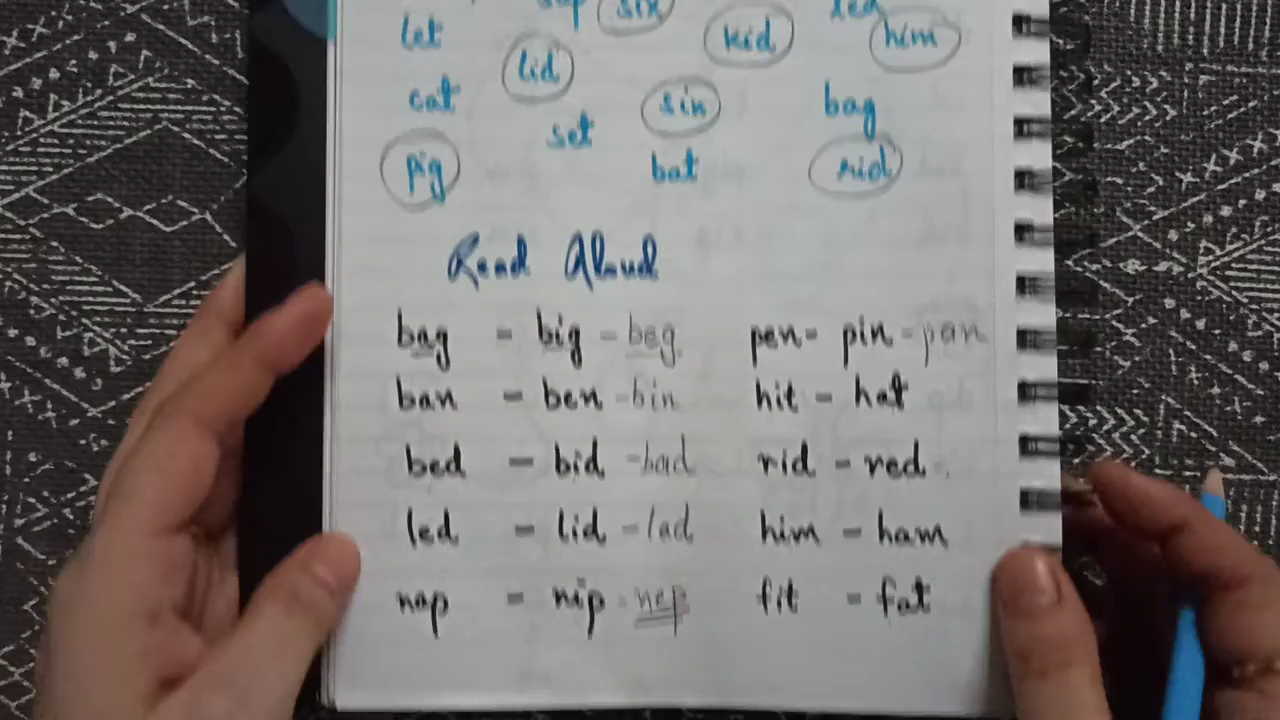 six
let
lid
kid
him
cat
set
sin
bag
pig
bat
rid
Read Aloud
bag - big - beg. pen - pin - pan
ban - ben - bin hit - hat
bed - bid - bad rid - red.
led - lid - lad him - ham
nap - nip - nep fit - fat